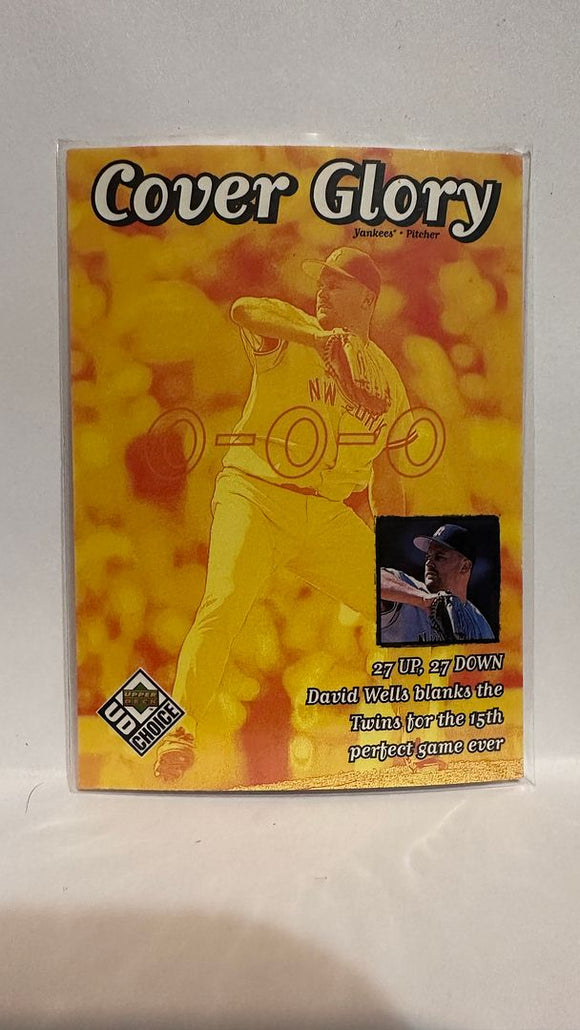 Cover Glory
Yankees® • Pitcher
NEW YORK
0-0-0
27 UP, 27 DOWN
David Wells blanks the
Twins for the 15th
perfect game ever
UPPER
DECK
UD
CHOICE